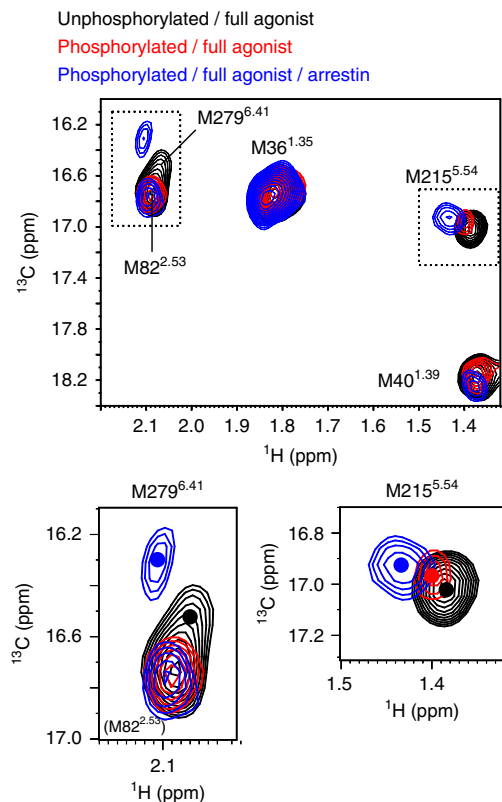 Unphosphorylated / full agonist
Phosphorylated / full agonist
Phosphorylated / full agonist / arrestin
M279^6.41
M36^1.35
M215^5.54
M82^2.53
M40^1.39
16.2
16.6
17.0
17.4
17.8
18.2
^13C (ppm)
2.1 2.0 1.9 1.8 1.7 1.6 1.5 1.4
^1H (ppm)
M279^6.41
16.2
16.6
17.0
^13C (ppm)
(M82^2.53)
2.1
^1H (ppm)
M215^5.54
16.8
17.0
17.2
^13C (ppm)
1.5 1.4
^1H (ppm)